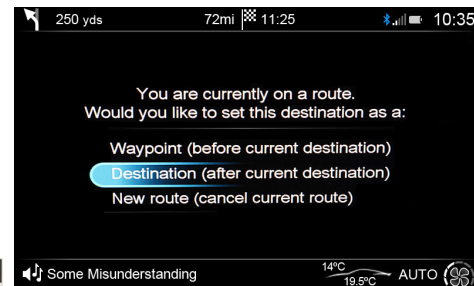 250 yds 72mi 11:25 10:35
You are currently on a route.
Would you like to set this destination as a:
Waypoint (before current destination)
Destination (after current destination)
New route (cancel current route)
Some Misunderstanding 14°C 19.5°C AUTO